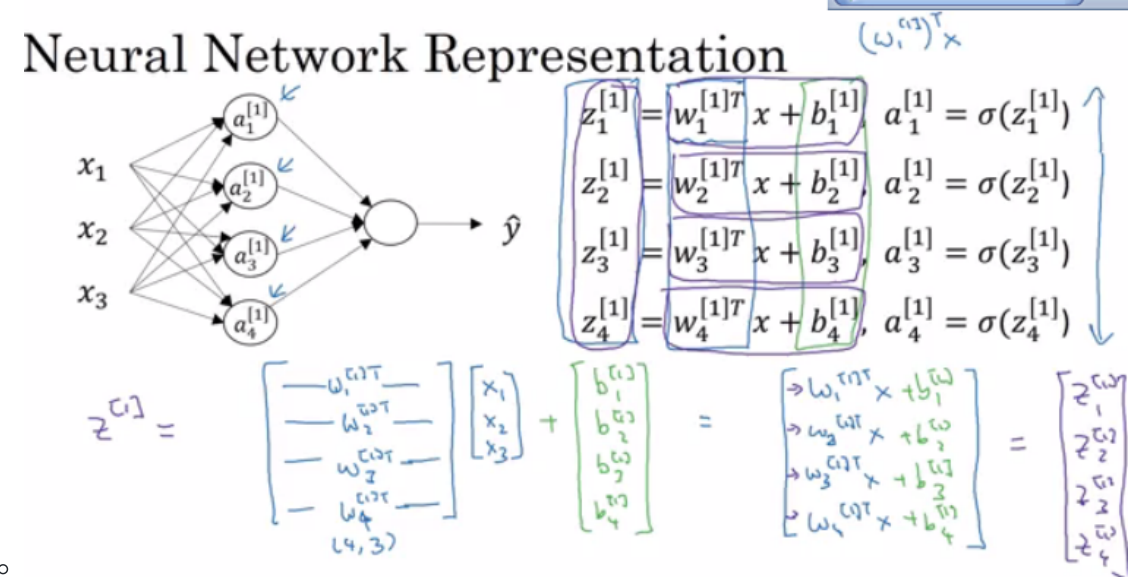 (w₁^[1])^T x
Neural Network Representation
x₁
x₂
x₃
a₁^[1]
a₂^[1]
a₃^[1]
a₄^[1]
ŷ
z₁^[1] = w₁^[1]T x + b₁^[1], a₁^[1] = σ(z₁^[1])
z₂^[1] = w₂^[1]T x + b₂^[1], a₂^[1] = σ(z₂^[1])
z₃^[1] = w₃^[1]T x + b₃^[1], a₃^[1] = σ(z₃^[1])
z₄^[1] = w₄^[1]T x + b₄^[1], a₄^[1] = σ(z₄^[1])
z^[1] =
w₁^[1]T
w₂^[1]T
w₃^[1]T
w₄^[1]T
(4,3)
x₁
x₂
x₃
+
b₁^[1]
b₂^[1]
b₃^[1]
b₄^[1]
=
→ w₁^[1]T x + b₁^[1]
→ w₂^[1]T x + b₂^[1]
→ w₃^[1]T x + b₃^[1]
→ w₄^[1]T x + b₄^[1]
=
z₁^[1]
z₂^[1]
z₃^[1]
z₄^[1]